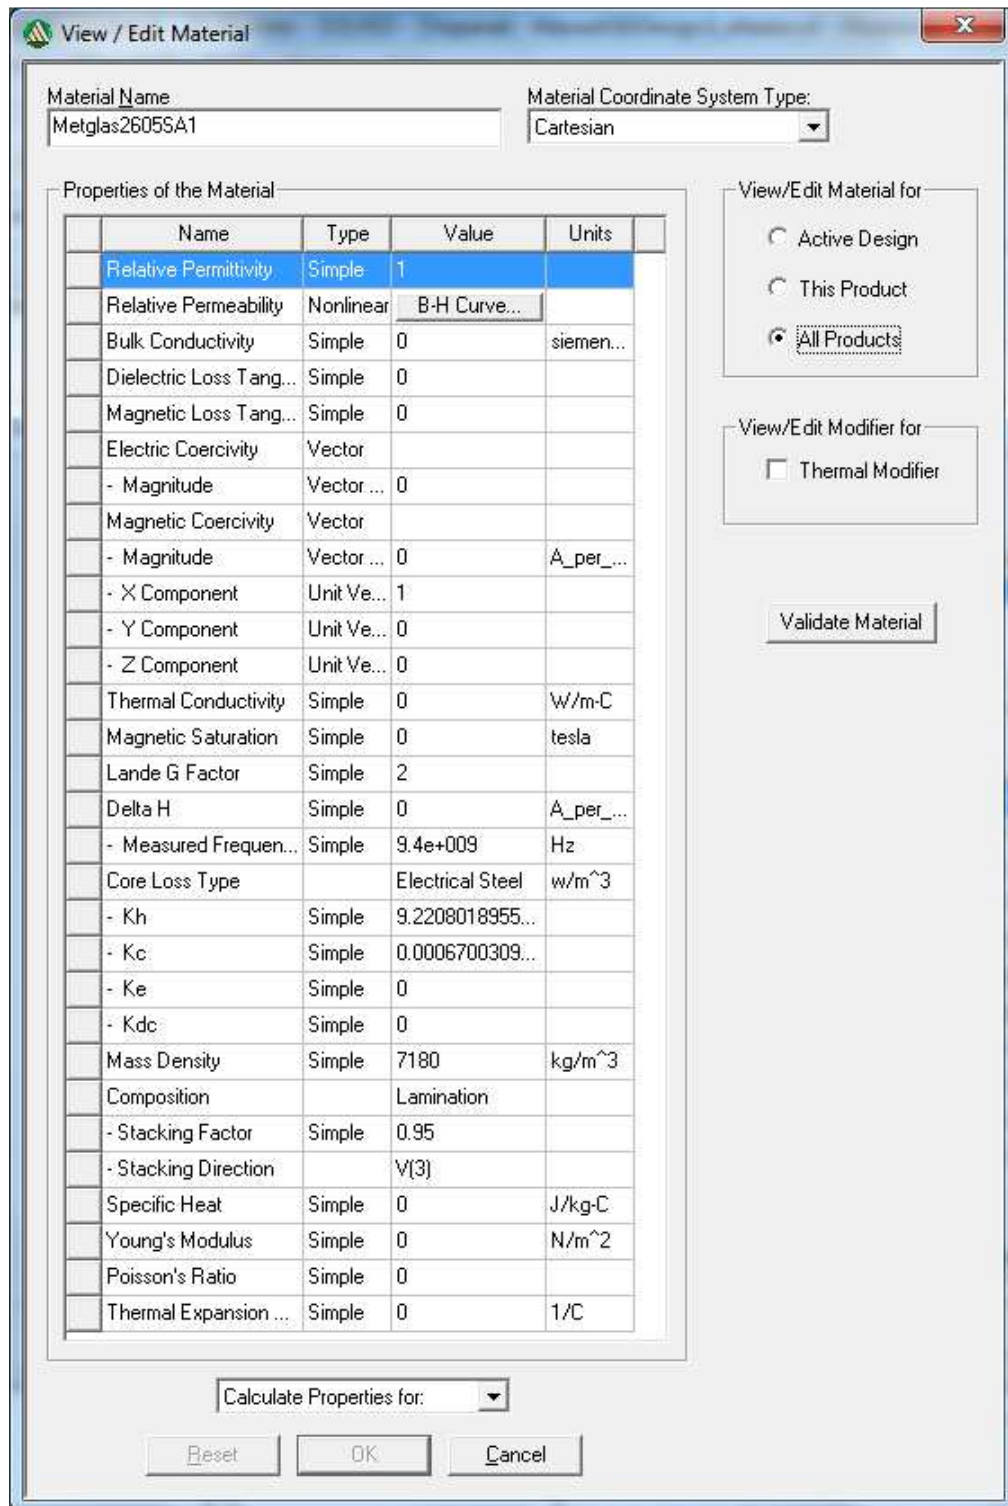 View / Edit Material
Material Name
Material Coordinate System Type:
Metglas2605SA1
Cartesian
Properties of the Material
View/Edit Material for
Name Type Value Units
Active Design
Relative Permittivity Simple 1
This Product
Relative Permeability Nonlinear B-H Curve...
All Products
Bulk Conductivity Simple 0 siemen...
Dielectric Loss Tang... Simple 0
Magnetic Loss Tang... Simple 0
View/Edit Modifier for
Electric Coercivity Vector
Thermal Modifier
- Magnitude Vector ... 0
Magnetic Coercivity Vector
- Magnitude Vector ... 0 A_per_...
- X Component Unit Ve... 1
- Y Component Unit Ve... 0
Validate Material
- Z Component Unit Ve... 0
Thermal Conductivity Simple 0 W/m-C
Magnetic Saturation Simple 0 tesla
Lande G Factor Simple 2
Delta H Simple 0 A_per_...
- Measured Frequen... Simple 9.4e+009 Hz
Core Loss Type Electrical Steel w/m^3
- Kh Simple 9.2208018955...
- Kc Simple 0.0006700309...
- Ke Simple 0
- Kdc Simple 0
Mass Density Simple 7180 kg/m^3
Composition Lamination
- Stacking Factor Simple 0.95
- Stacking Direction V(3)
Specific Heat Simple 0 J/kg-C
Young's Modulus Simple 0 N/m^2
Poisson's Ratio Simple 0
Thermal Expansion ... Simple 0 1/C
Calculate Properties for:
Reset OK Cancel